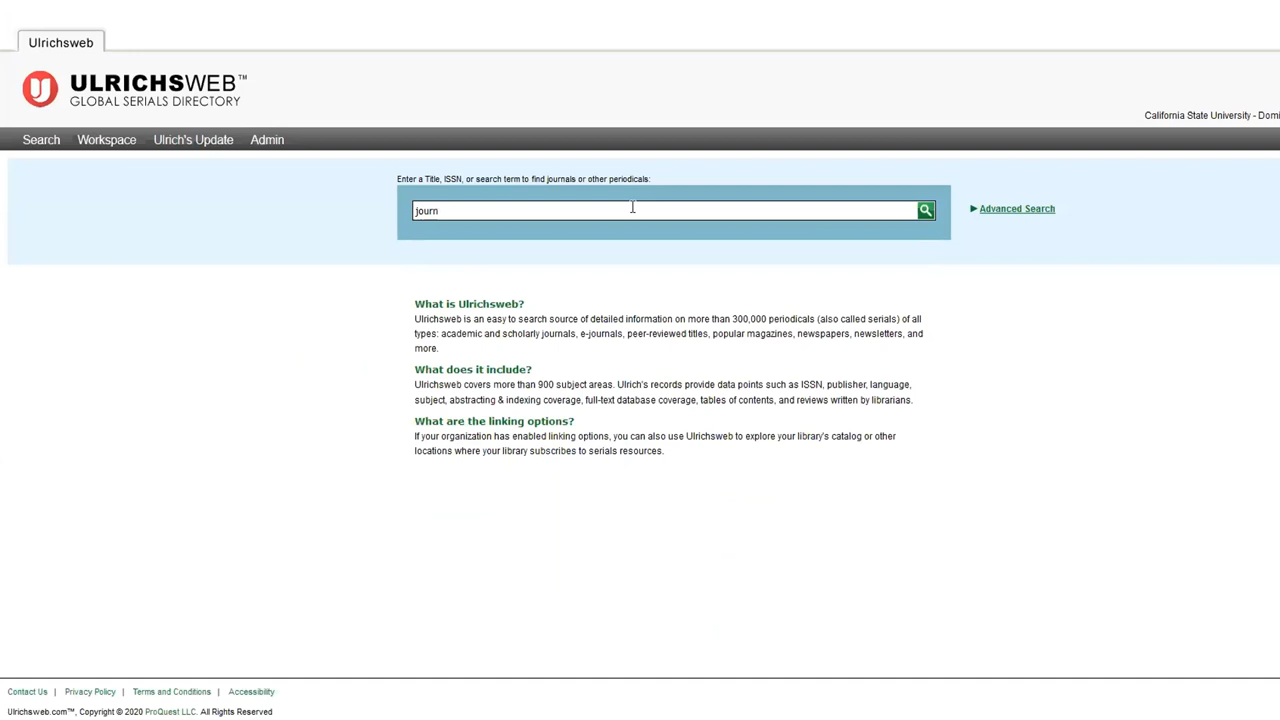 Ulrichsweb
ULRICHSWEB™
GLOBAL SERIALS DIRECTORY
California State University - Domi
Search Workspace Ulrich's Update Admin
Enter a Title, ISSN, or search term to find journals or other periodicals:
journ
Advanced Search
What is Ulrichsweb?
Ulrichsweb is an easy to search source of detailed information on more than 300,000 periodicals (also called serials) of all
types: academic and scholarly journals, e-journals, peer-reviewed titles, popular magazines, newspapers, newsletters, and
more.
What does it include?
Ulrichsweb covers more than 900 subject areas. Ulrich's records provide data points such as ISSN, publisher, language,
subject, abstracting & indexing coverage, full-text database coverage, tables of contents, and reviews written by librarians.
What are the linking options?
If your organization has enabled linking options, you can also use Ulrichsweb to explore your library's catalog or other
locations where your library subscribes to serials resources.
Contact Us | Privacy Policy | Terms and Conditions | Accessibility
Ulrichsweb.com™, Copyright © 2020 ProQuest LLC. All Rights Reserved